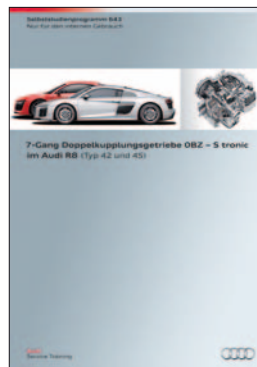 Selbststudienprogramm 643
Nur für den internen Gebrauch
7-Gang Doppelkupplungsgetriebe 0BZ – S tronic
im Audi R8 (Typ 42 und 4S)
Audi
Service Training